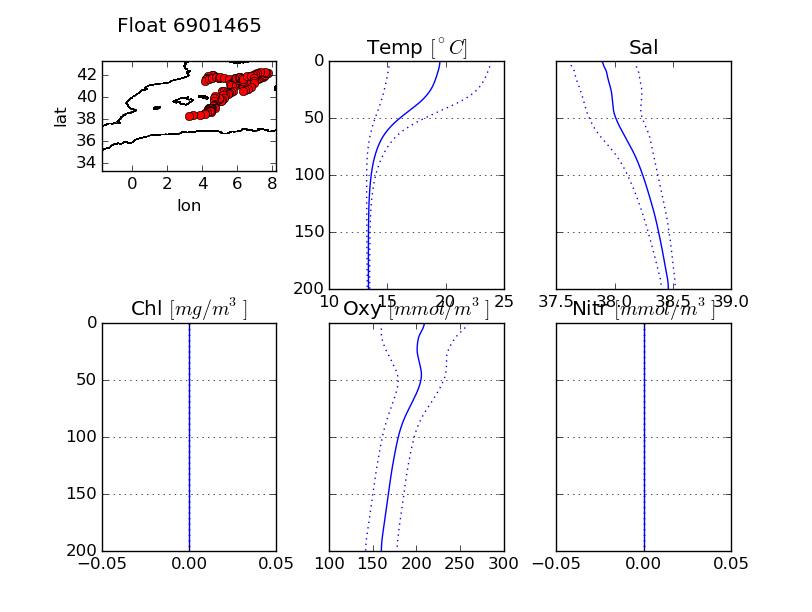 Float 6901465
Temp [°C]
Sal
lat
42
40
38
36
34
0 2 4 6 8
lon
0
50
100
150
200
10 15 20 25
37.5 38.0 38.5 39.0
Chl [mg/m³]
Oxy [mmol/m³]
Nitr [mmol/m³]
0
50
100
150
200
−0.05 0.00 0.05
100 150 200 250 300
−0.05 0.00 0.05